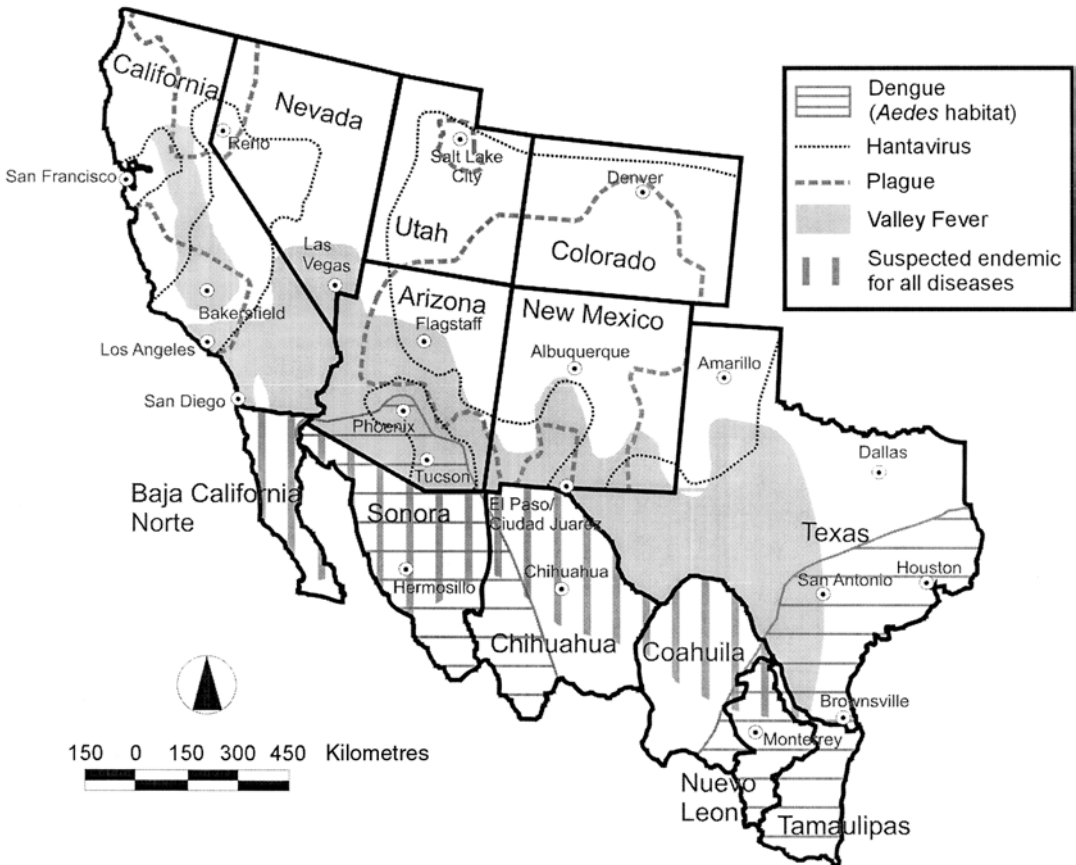 California
Nevada
Reno
San Francisco
Salt Lake
City
Denver
Utah
Colorado
Las
Vegas
Bakersfield
Los Angeles
San Diego
Arizona
Flagstaff
New Mexico
Albuquerque
Amarillo
Phoenix
Tucson
Dallas
Baja California
Norte
Sonora
El Paso/
Ciudad Juarez
Texas
Hermosillo
Chihuahua
San Antonio
Houston
Chihuahua
Coahuila
Brownsville
Monterrey
Nuevo
Leon
Tamaulipas
Dengue
(Aedes habitat)
Hantavirus
Plague
Valley Fever
Suspected endemic
for all diseases
150 0 150 300 450 Kilometres